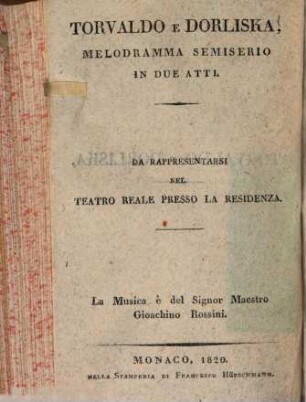 TORVALDO E DORLISKA,
MELODRAMMA SEMISERIO
IN DUE ATTI.
DA RAPPRESENTARSI
NEL
TEATRO REALE PRESSO LA RESIDENZA.
La Musica è del Signor Maestro
Gioachino Rossini.
MONACO, 1820.
NELLA STAMPERIA DI FRANCESCO HÜBSCHMANN.